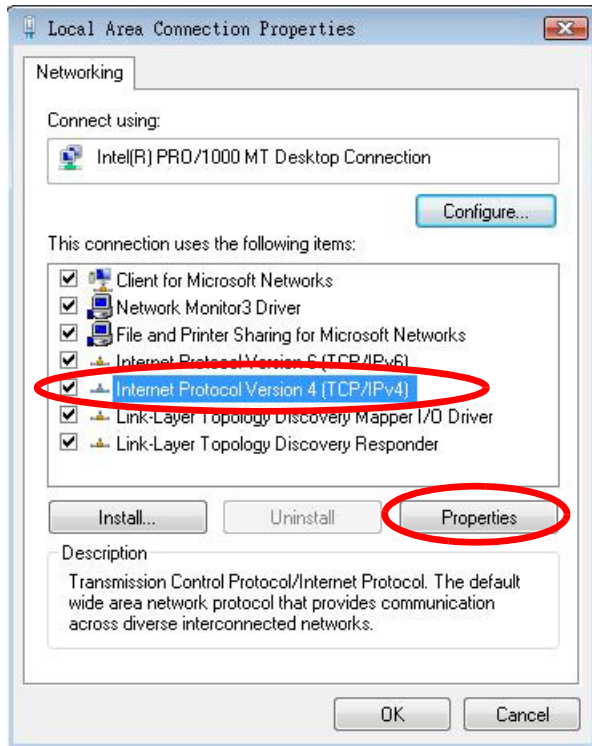 Local Area Connection Properties
Networking
Connect using:
Intel(R) PRO/1000 MT Desktop Connection
Configure...
This connection uses the following items:
Client for Microsoft Networks
Network Monitor3 Driver
File and Printer Sharing for Microsoft Networks
Internet Protocol Version 6 (TCP/IPv6)
Internet Protocol Version 4 (TCP/IPv4)
Link-Layer Topology Discovery Mapper I/O Driver
Link-Layer Topology Discovery Responder
Install...
Uninstall
Properties
Description
Transmission Control Protocol/Internet Protocol. The default
wide area network protocol that provides communication
across diverse interconnected networks.
OK
Cancel